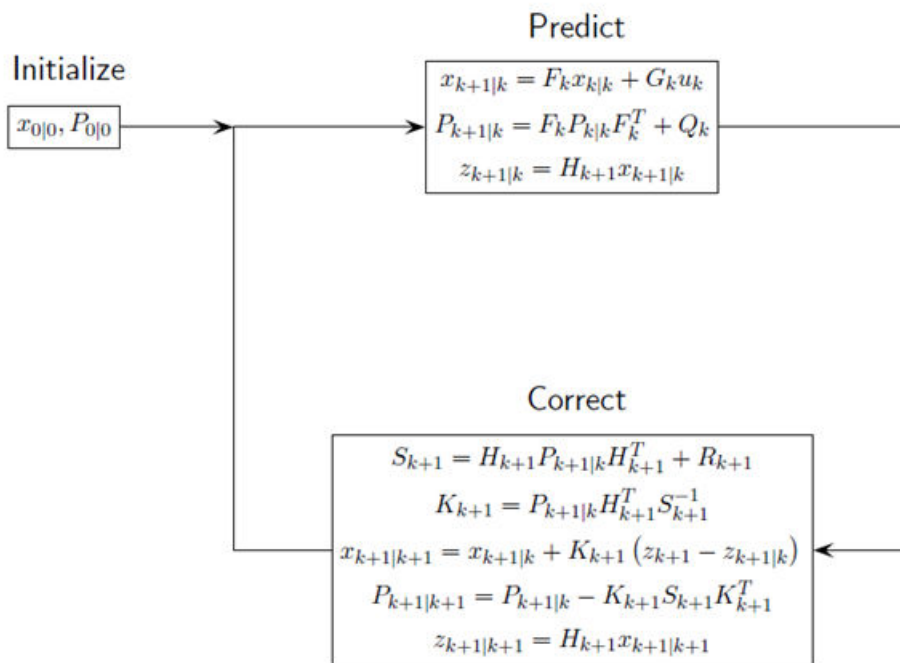 Initialize
x_{0|0}, P_{0|0}
Predict
x_{k+1|k} = F_k x_{k|k} + G_k u_k
P_{k+1|k} = F_k P_{k|k} F_k^T + Q_k
z_{k+1|k} = H_{k+1} x_{k+1|k}
Correct
S_{k+1} = H_{k+1} P_{k+1|k} H_{k+1}^T + R_{k+1}
K_{k+1} = P_{k+1|k} H_{k+1}^T S_{k+1}^{-1}
x_{k+1|k+1} = x_{k+1|k} + K_{k+1} (z_{k+1} − z_{k+1|k})
P_{k+1|k+1} = P_{k+1|k} − K_{k+1} S_{k+1} K_{k+1}^T
z_{k+1|k+1} = H_{k+1} x_{k+1|k+1}